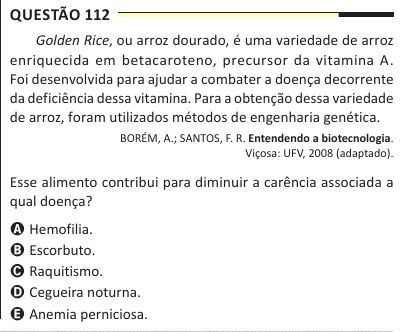 QUESTÃO 112
Golden Rice, ou arroz dourado, é uma variedade de arroz
enriquecida em betacaroteno, precursor da vitamina A.
Foi desenvolvida para ajudar a combater a doença decorrente
da deficiência dessa vitamina. Para a obtenção dessa variedade
de arroz, foram utilizados métodos de engenharia genética.
BORÉM, A.; SANTOS, F. R. Entendendo a biotecnologia.
Viçosa: UFV, 2008 (adaptado).
Esse alimento contribui para diminuir a carência associada a
qual doença?
A Hemofilia.
B Escorbuto.
C Raquitismo.
D Cegueira noturna.
E Anemia perniciosa.